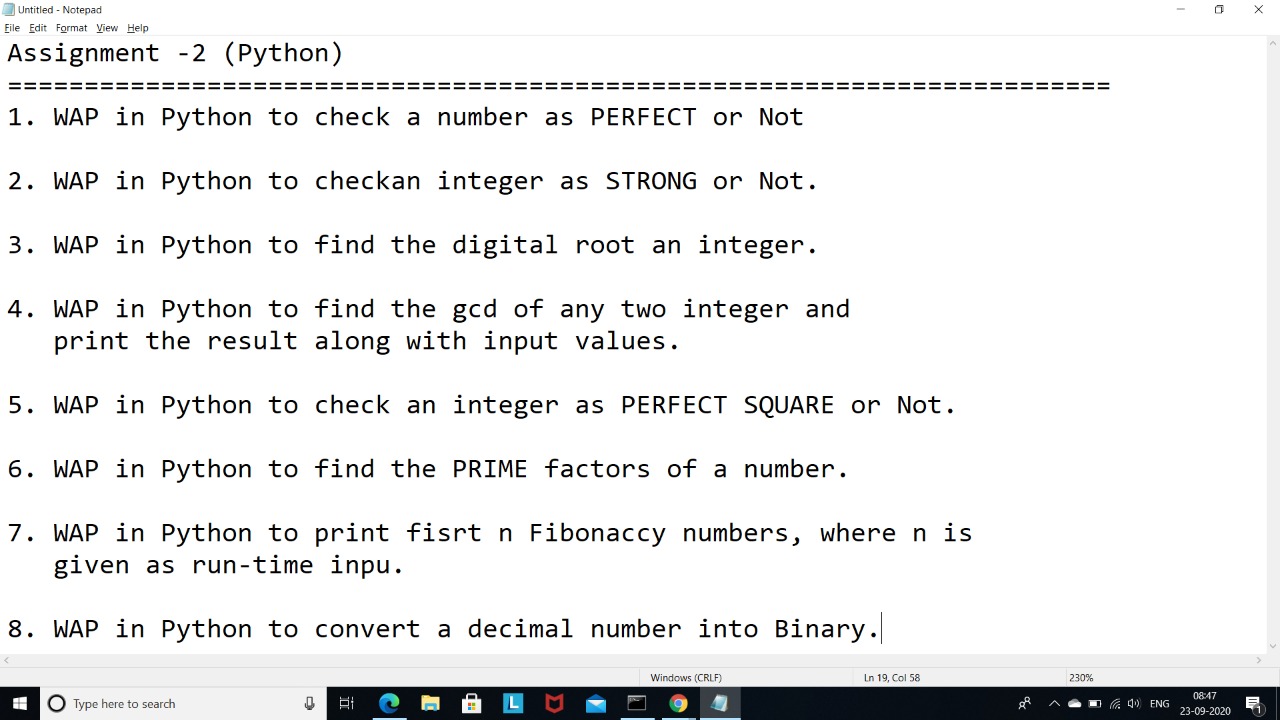 Untitled - Notepad
File Edit Format View Help
Assignment -2 (Python)
========================================================================
1. WAP in Python to check a number as PERFECT or Not
2. WAP in Python to checkan integer as STRONG or Not.
3. WAP in Python to find the digital root an integer.
4. WAP in Python to find the gcd of any two integer and
print the result along with input values.
5. WAP in Python to check an integer as PERFECT SQUARE or Not.
6. WAP in Python to find the PRIME factors of a number.
7. WAP in Python to print fisrt n Fibonaccy numbers, where n is
given as run-time inpu.
8. WAP in Python to convert a decimal number into Binary.
Windows (CRLF) Ln 19, Col 58 230%
Type here to search
L
ENG
08:47
23-09-2020
1